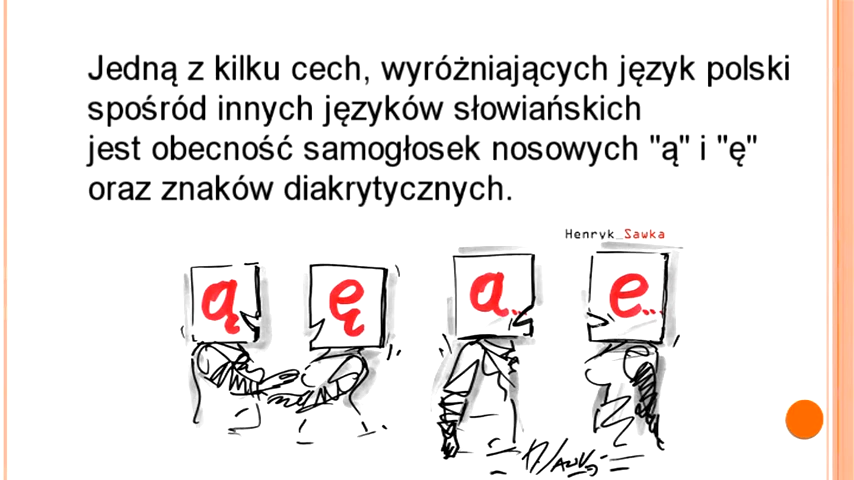 Jedną z kilku cech, wyróżniających język polski
spośród innych języków słowiańskich
jest obecność samogłosek nosowych "ą" i "ę"
oraz znaków diakrytycznych.
Henryk_Sawka
ą ę a... e...